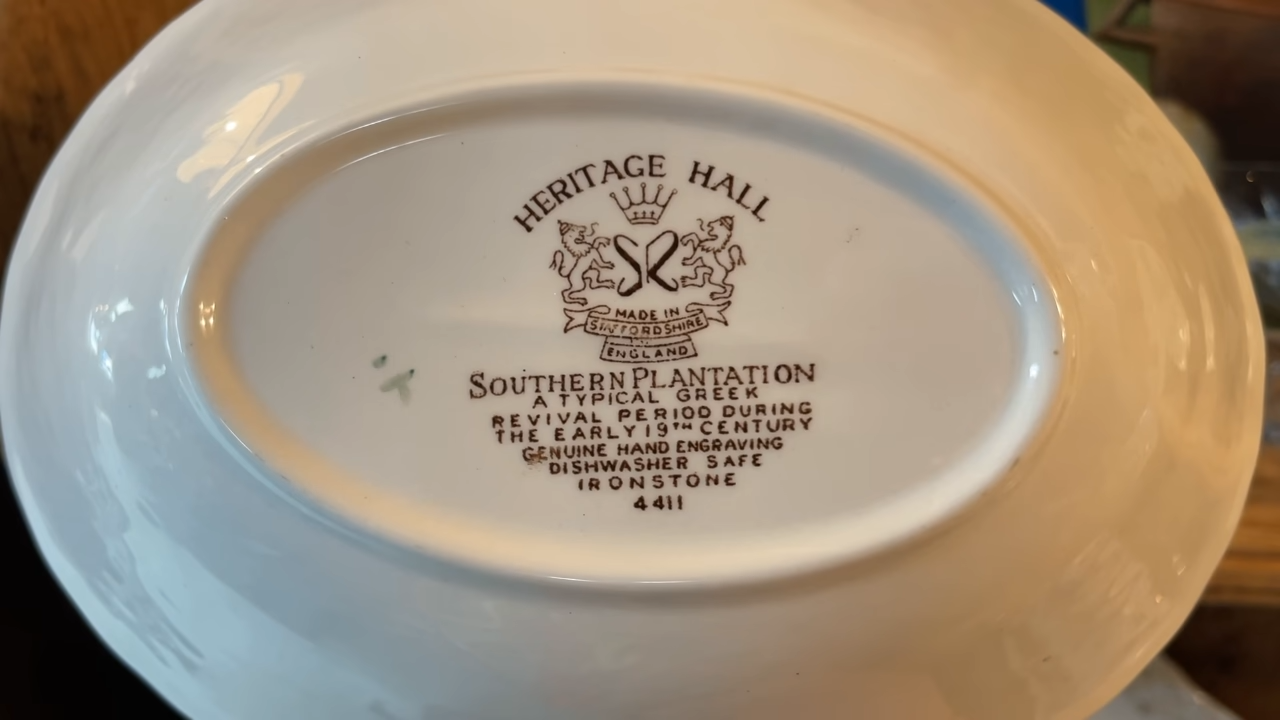 HERITAGE HALL
MADE IN
STAFFORDSHIRE
ENGLAND
SOUTHERN PLANTATION
A TYPICAL GREEK
REVIVAL PERIOD DURING
THE EARLY 19TH CENTURY
GENUINE HAND ENGRAVING
DISHWASHER SAFE
IRONSTONE
4411